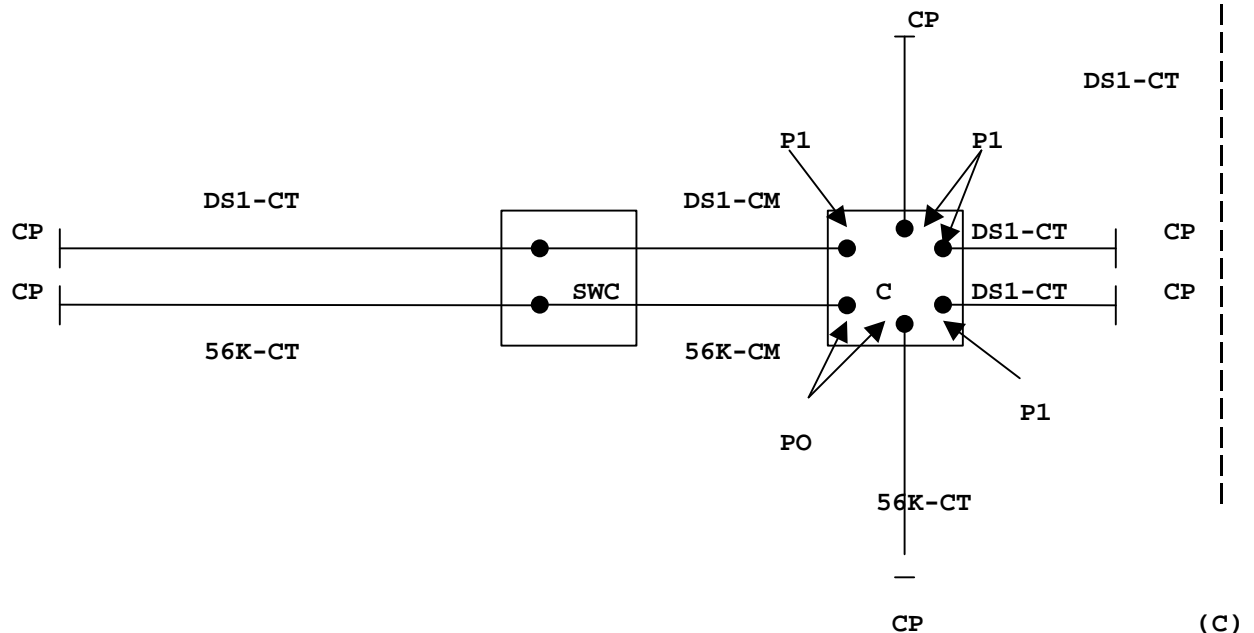 CP
DS1-CT
P1 P1
DS1-CT DS1-CM
CP DS1-CT CP
CP SWC C DS1-CT CP
56K-CT 56K-CM
P1
PO
56K-CT
CP (C)